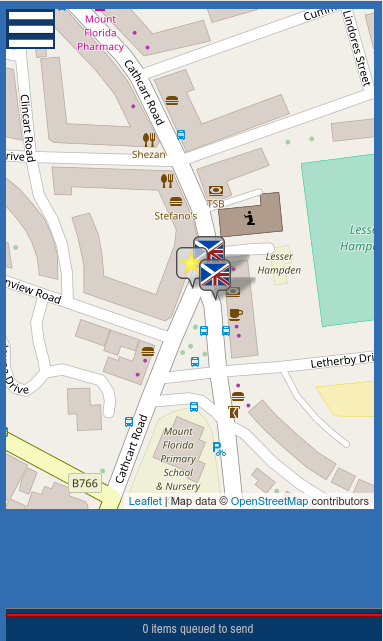 Mount
Florida
Pharmacy
Cumm
Lindores Street
Cathcart Road
Clincart Road
Shezan
rive
TSB
Stefano's
Lesse
Hampde
Lesser
Hampden
nview Road
Letherby Dri
Drive
Cathcart Road
Mount
Florida
Primary
School
& Nursery
B766
Leaflet | Map data © OpenStreetMap contributors
0 items queued to send